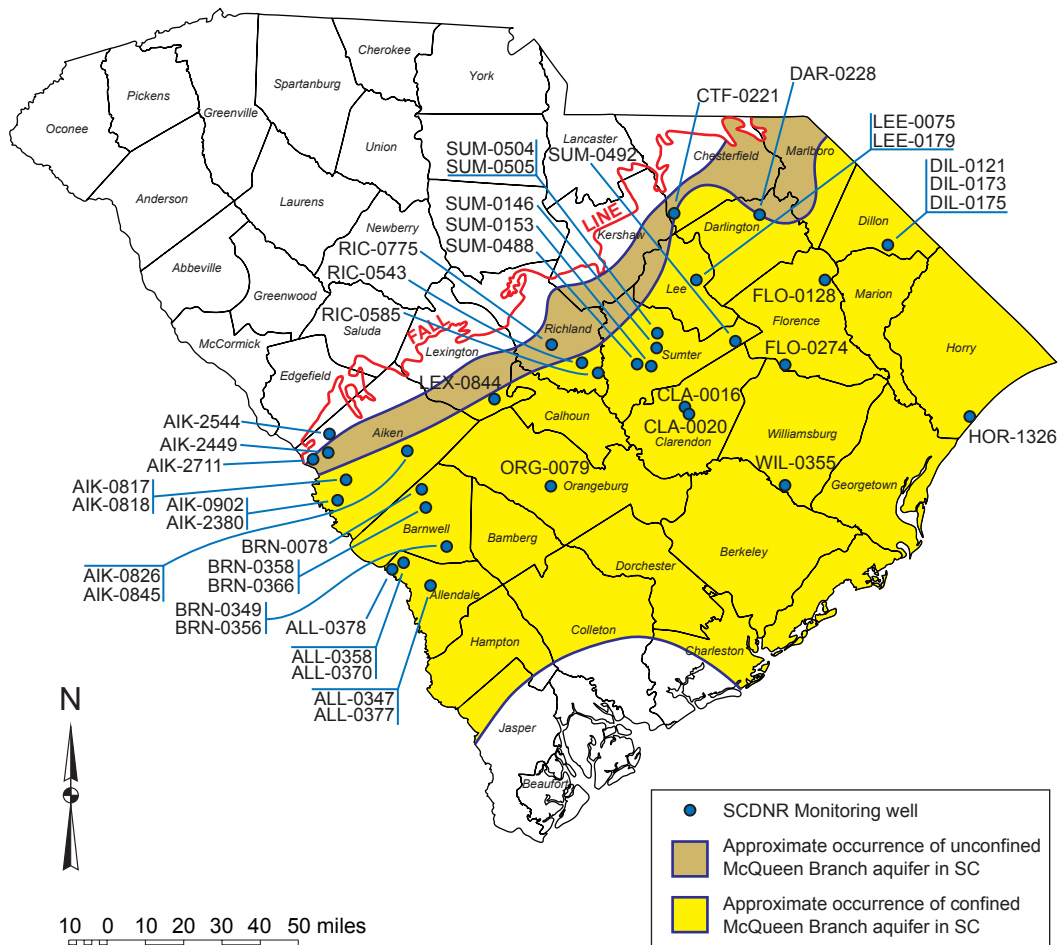 Cherokee
York
Spartanburg
Pickens
Greenville
Oconee
Union
Lancaster
Chesterfield
Marlboro
CTF-0221
DAR-0228
LEE-0075
LEE-0179
SUM-0504
SUM-0505
SUM-0492
DIL-0121
DIL-0173
DIL-0175
Anderson
Laurens
Newberry
SUM-0146
SUM-0153
SUM-0488
LINE
Kershaw
Darlington
Dillon
RIC-0775
RIC-0543
RIC-0585
Abbeville
Greenwood
Saluda
McCormick
Lee
FLO-0128
Florence
Marion
FALL
Lexington
Richland
Sumter
FLO-0274
Horry
Edgefield
LEX-0844
Calhoun
CLA-0016
CLA-0020
Clarendon
Williamsburg
HOR-1326
AIK-2544
AIK-2449
AIK-2711
Aiken
AIK-0817
AIK-0818
AIK-0902
AIK-2380
ORG-0079
Orangeburg
WIL-0355
Georgetown
BRN-0078
Barnwell
Bamberg
Berkeley
BRN-0358
BRN-0366
Dorchester
AIK-0826
AIK-0845
BRN-0349
BRN-0356
Allendale
ALL-0378
Hampton
Colleton
Charleston
ALL-0358
ALL-0370
ALL-0347
ALL-0377
N
Jasper
Beaufort
SCDNR Monitoring well
Approximate occurrence of unconfined
McQueen Branch aquifer in SC
Approximate occurrence of confined
McQueen Branch aquifer in SC
10 0 10 20 30 40 50 miles